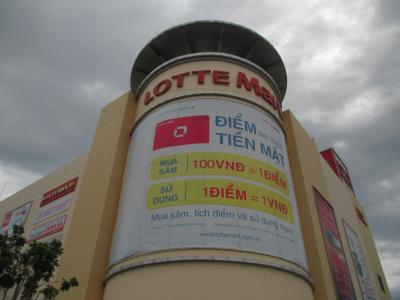 LOTTE Mart
ĐIỂM
TIỀN MẶT
MUA SẮM
100VNĐ = 1ĐIỂM
SỬ DỤNG
1ĐIỂM = 1VNĐ
Mua sắm, tích điểm và sử dụng ngay!
www.lottemart.com.vn